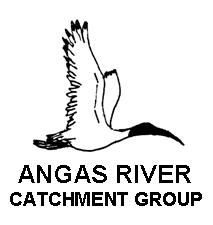 ANGAS RIVER
CATCHMENT GROUP